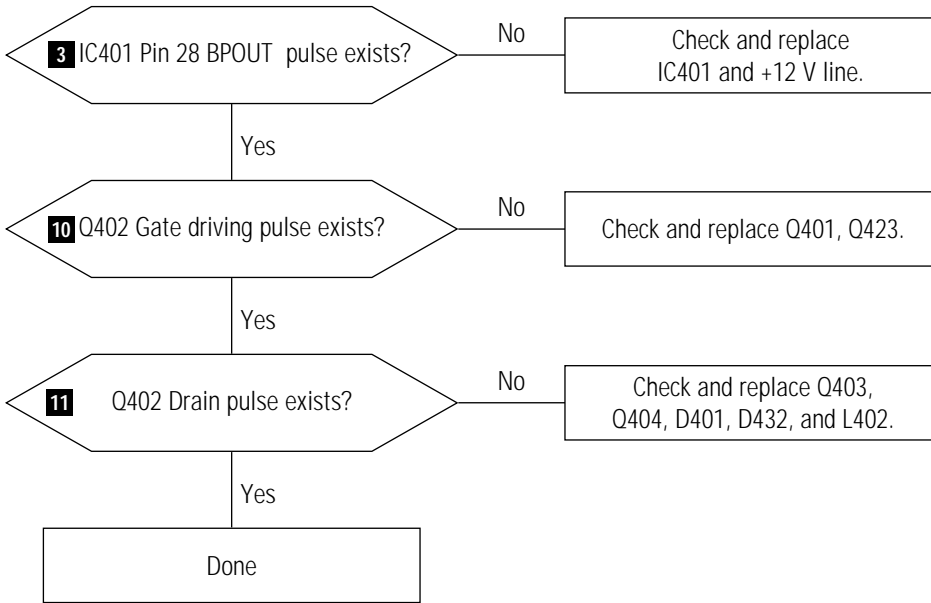 3 IC401 Pin 28 BPOUT pulse exists?
No
Check and replace
IC401 and +12 V line.
Yes
10 Q402 Gate driving pulse exists?
No
Check and replace Q401, Q423.
Yes
11 Q402 Drain pulse exists?
No
Check and replace Q403,
Q404, D401, D432, and L402.
Yes
Done